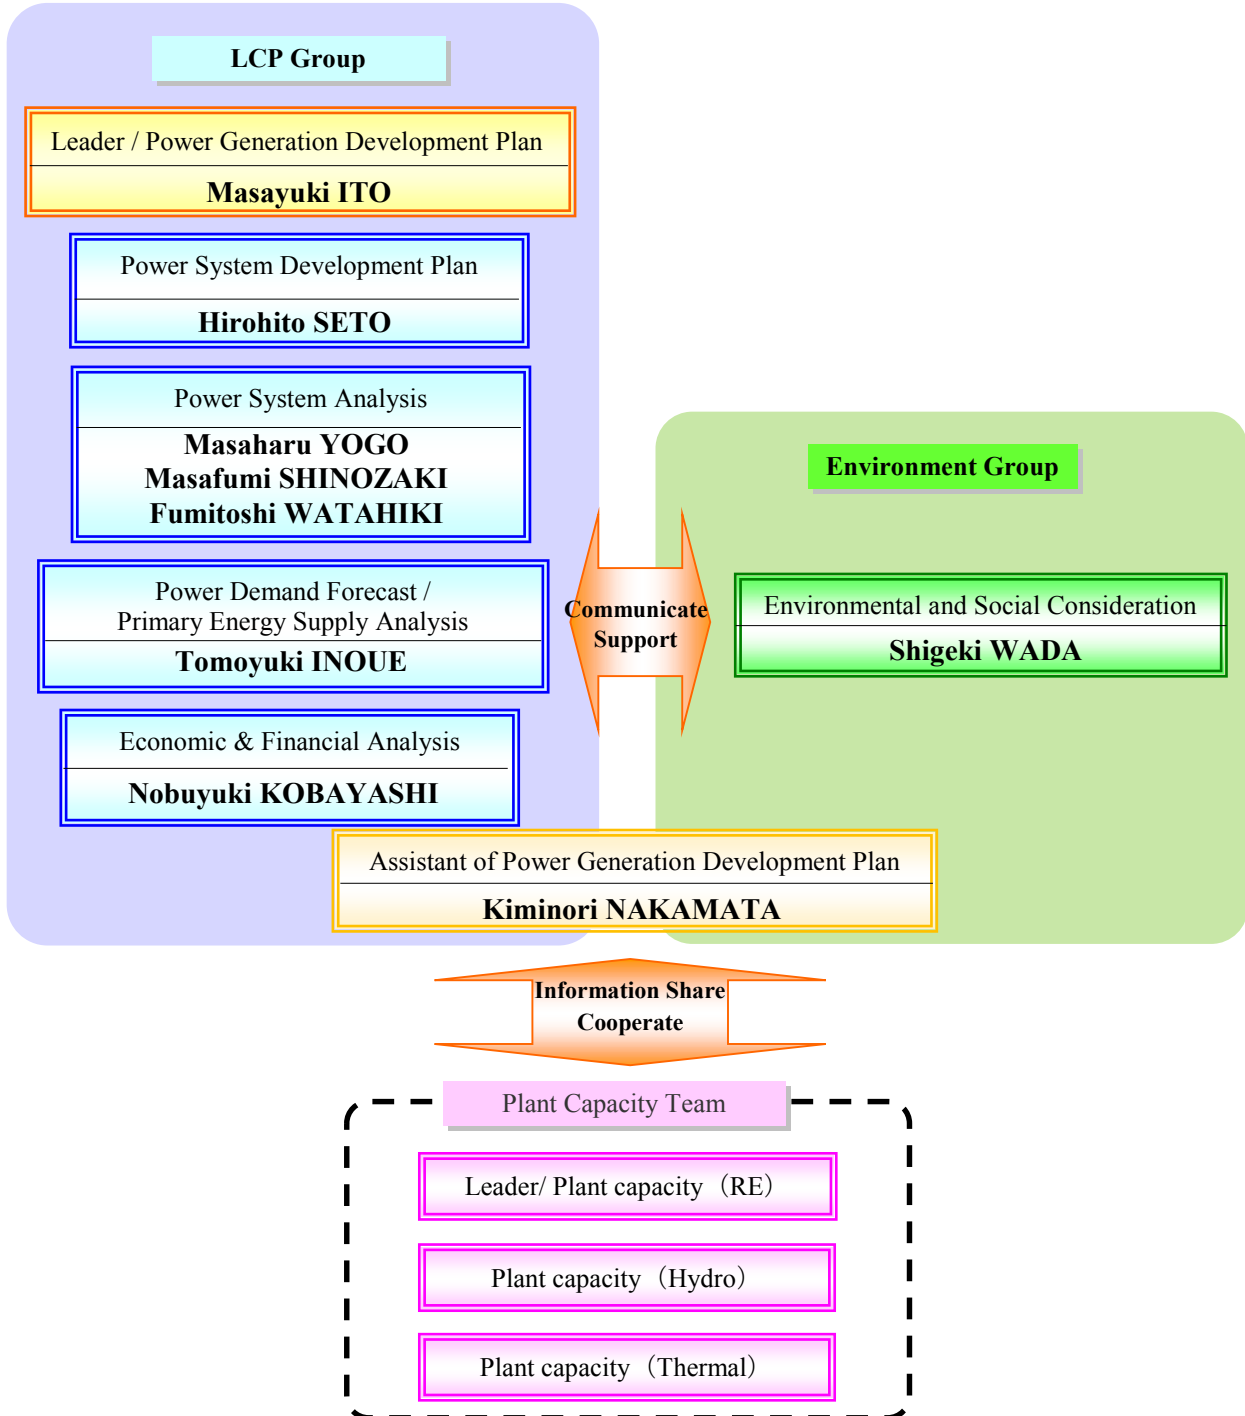 LCP Group
Leader / Power Generation Development Plan
Masayuki ITO
Power System Development Plan
Hirohito SETO
Power System Analysis
Masaharu YOGO
Masafumi SHINOZAKI
Fumitoshi WATAHIKI
Power Demand Forecast /
Primary Energy Supply Analysis
Tomoyuki INOUE
Economic & Financial Analysis
Nobuyuki KOBAYASHI
Communicate
Support
Environment Group
Environmental and Social Consideration
Shigeki WADA
Assistant of Power Generation Development Plan
Kiminori NAKAMATA
Information Share
Cooperate
Plant Capacity Team
Leader/ Plant capacity（RE）
Plant capacity（Hydro）
Plant capacity（Thermal）